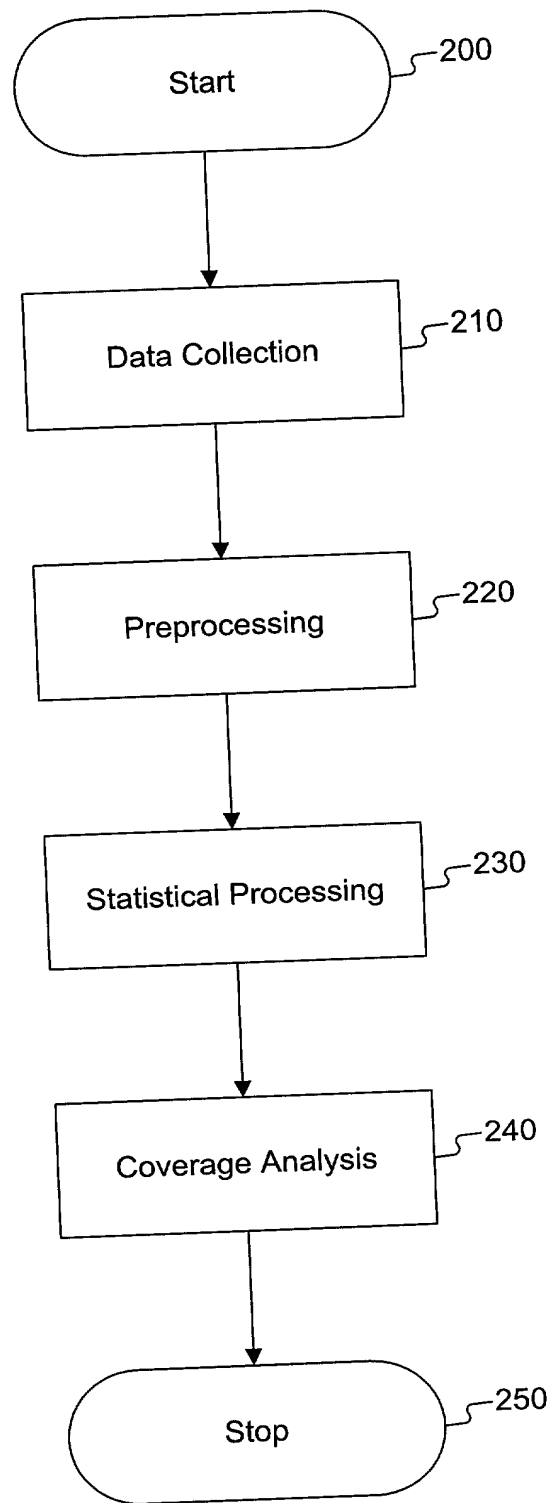 Start
200
Data Collection
210
Preprocessing
220
Statistical Processing
230
Coverage Analysis
240
Stop
250